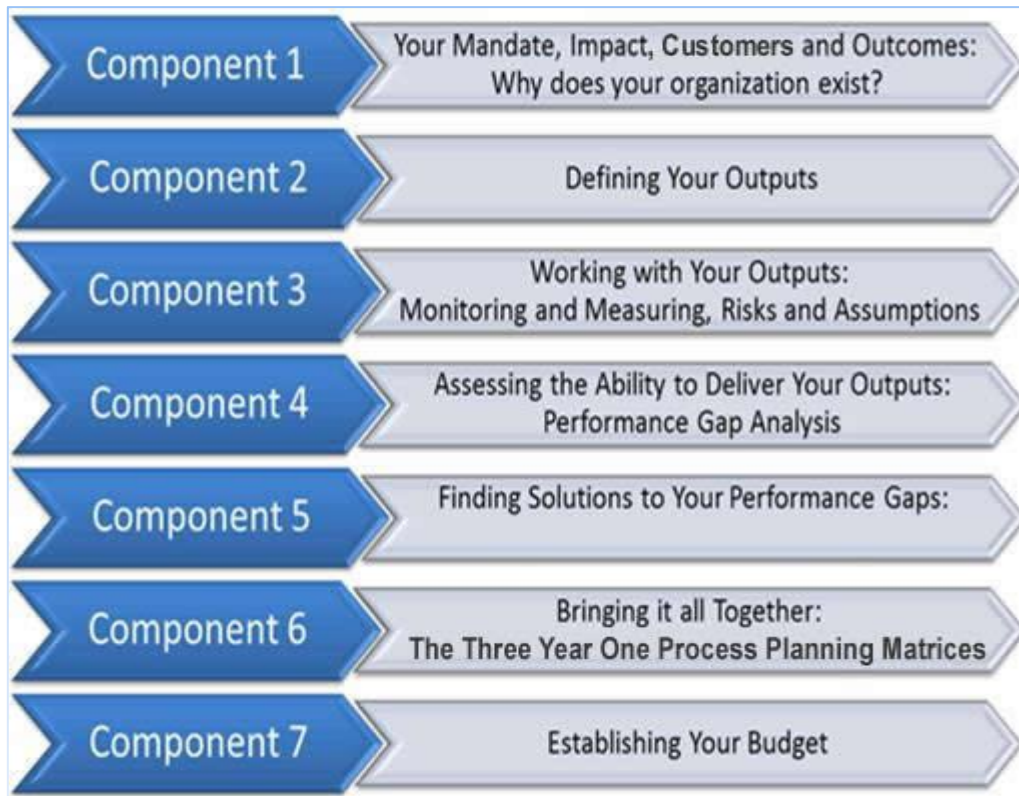 Component 1
Your Mandate, Impact, Customers and Outcomes:
Why does your organization exist?
Component 2
Defining Your Outputs
Component 3
Working with Your Outputs:
Monitoring and Measuring, Risks and Assumptions
Component 4
Assessing the Ability to Deliver Your Outputs:
Performance Gap Analysis
Component 5
Finding Solutions to Your Performance Gaps:
Component 6
Bringing it all Together:
The Three Year One Process Planning Matrices
Component 7
Establishing Your Budget